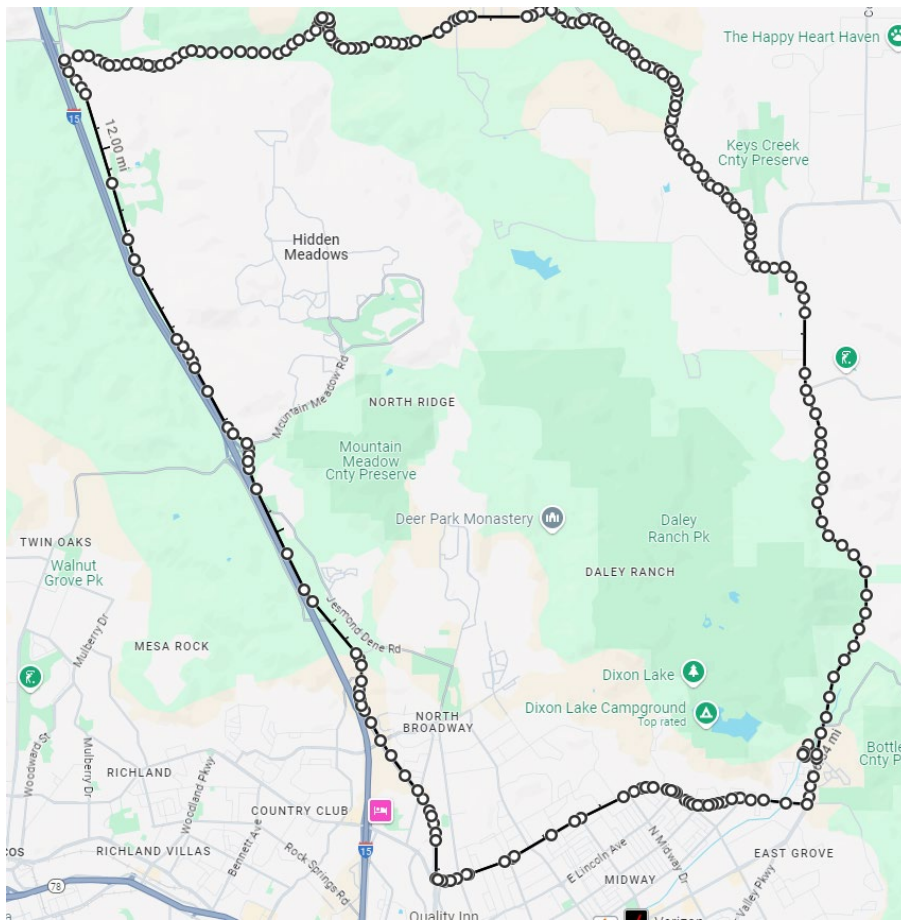 The Happy Heart Haven
15
12.00 mi
Keys Creek
Cnty Preserve
Hidden
Meadows
Mountain Meadow Rd
NORTH RIDGE
Mountain
Meadow
Cnty Preserve
Deer Park Monastery
Daley
Ranch Pk
TWIN OAKS
Walnut
Grove Pk
DALEY RANCH
Jesmond Dene Rd
Mulberry Dr
MESA ROCK
Dixon Lake
Dixon Lake Campground
Top rated
NORTH
BROADWAY
Woodward St
Mulberry Dr
RICHLAND
Woodland Pkwy
mi
Bottle
Cnty P
COUNTRY CLUB
Bennett Ave
Rock Springs Rd
15
COS
RICHLAND VILLAS
E Lincoln Ave
N Midway Dr
EAST GROVE
MIDWAY
Valley Pkwy
78
Quality Inn
Verizon